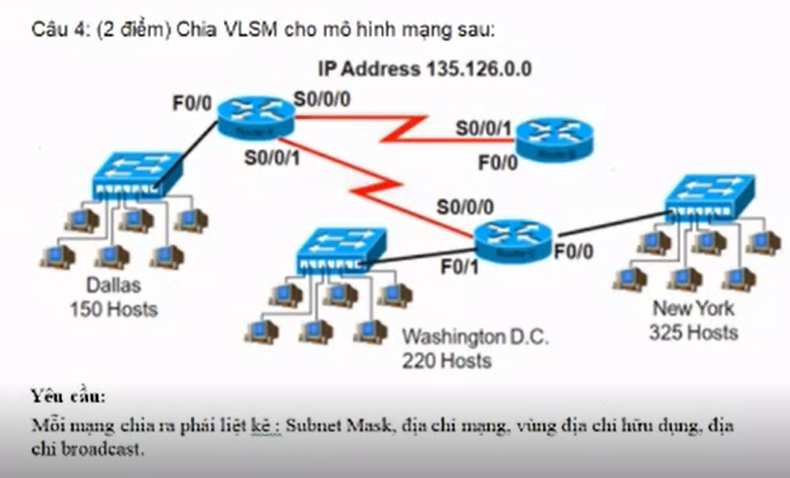 Câu 4: (2 điểm) Chia VLSM cho mô hình mạng sau:
IP Address 135.126.0.0
F0/0
S0/0/0
S0/0/1
S0/0/1
F0/0
S0/0/0
F0/1
F0/0
Dallas
150 Hosts
Washington D.C.
220 Hosts
New York
325 Hosts
Yêu cầu:
Mỗi mạng chia ra phải liệt kê : Subnet Mask, địa chỉ mạng, vùng địa chỉ hữu dụng, địa
chỉ broadcast.